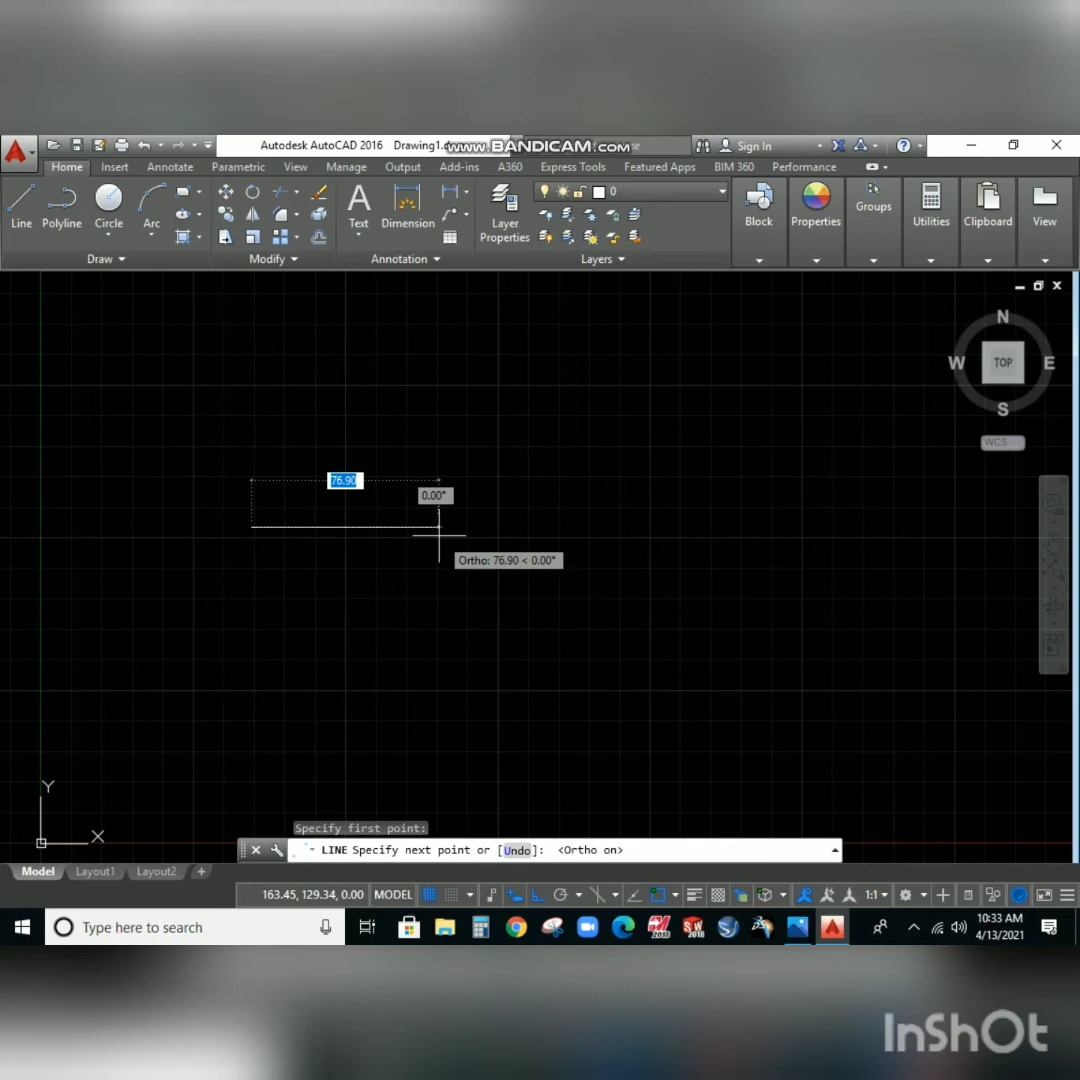 Autodesk AutoCAD 2016 Drawing1.
www.BANDICAM.com
Sign In
Home Insert Annotate Parametric View Manage Output Add-ins A360 Express Tools Featured Apps BIM 360 Performance
0
Line Polyline Circle Arc Text Dimension Layer Properties Block Properties Groups Utilities Clipboard View
Draw Modify Annotation Layers
N
W TOP E
S
WCS
76.90
0.00°
Ortho: 76.90 < 0.00°
Y
X
Specify first point:
LINE Specify next point or [Undo]: <Ortho on>
Model Layout1 Layout2 +
163.45, 129.34, 0.00 MODEL 1:1
Type here to search
2018
SW
2018
10:33 AM
4/13/2021
InShOt